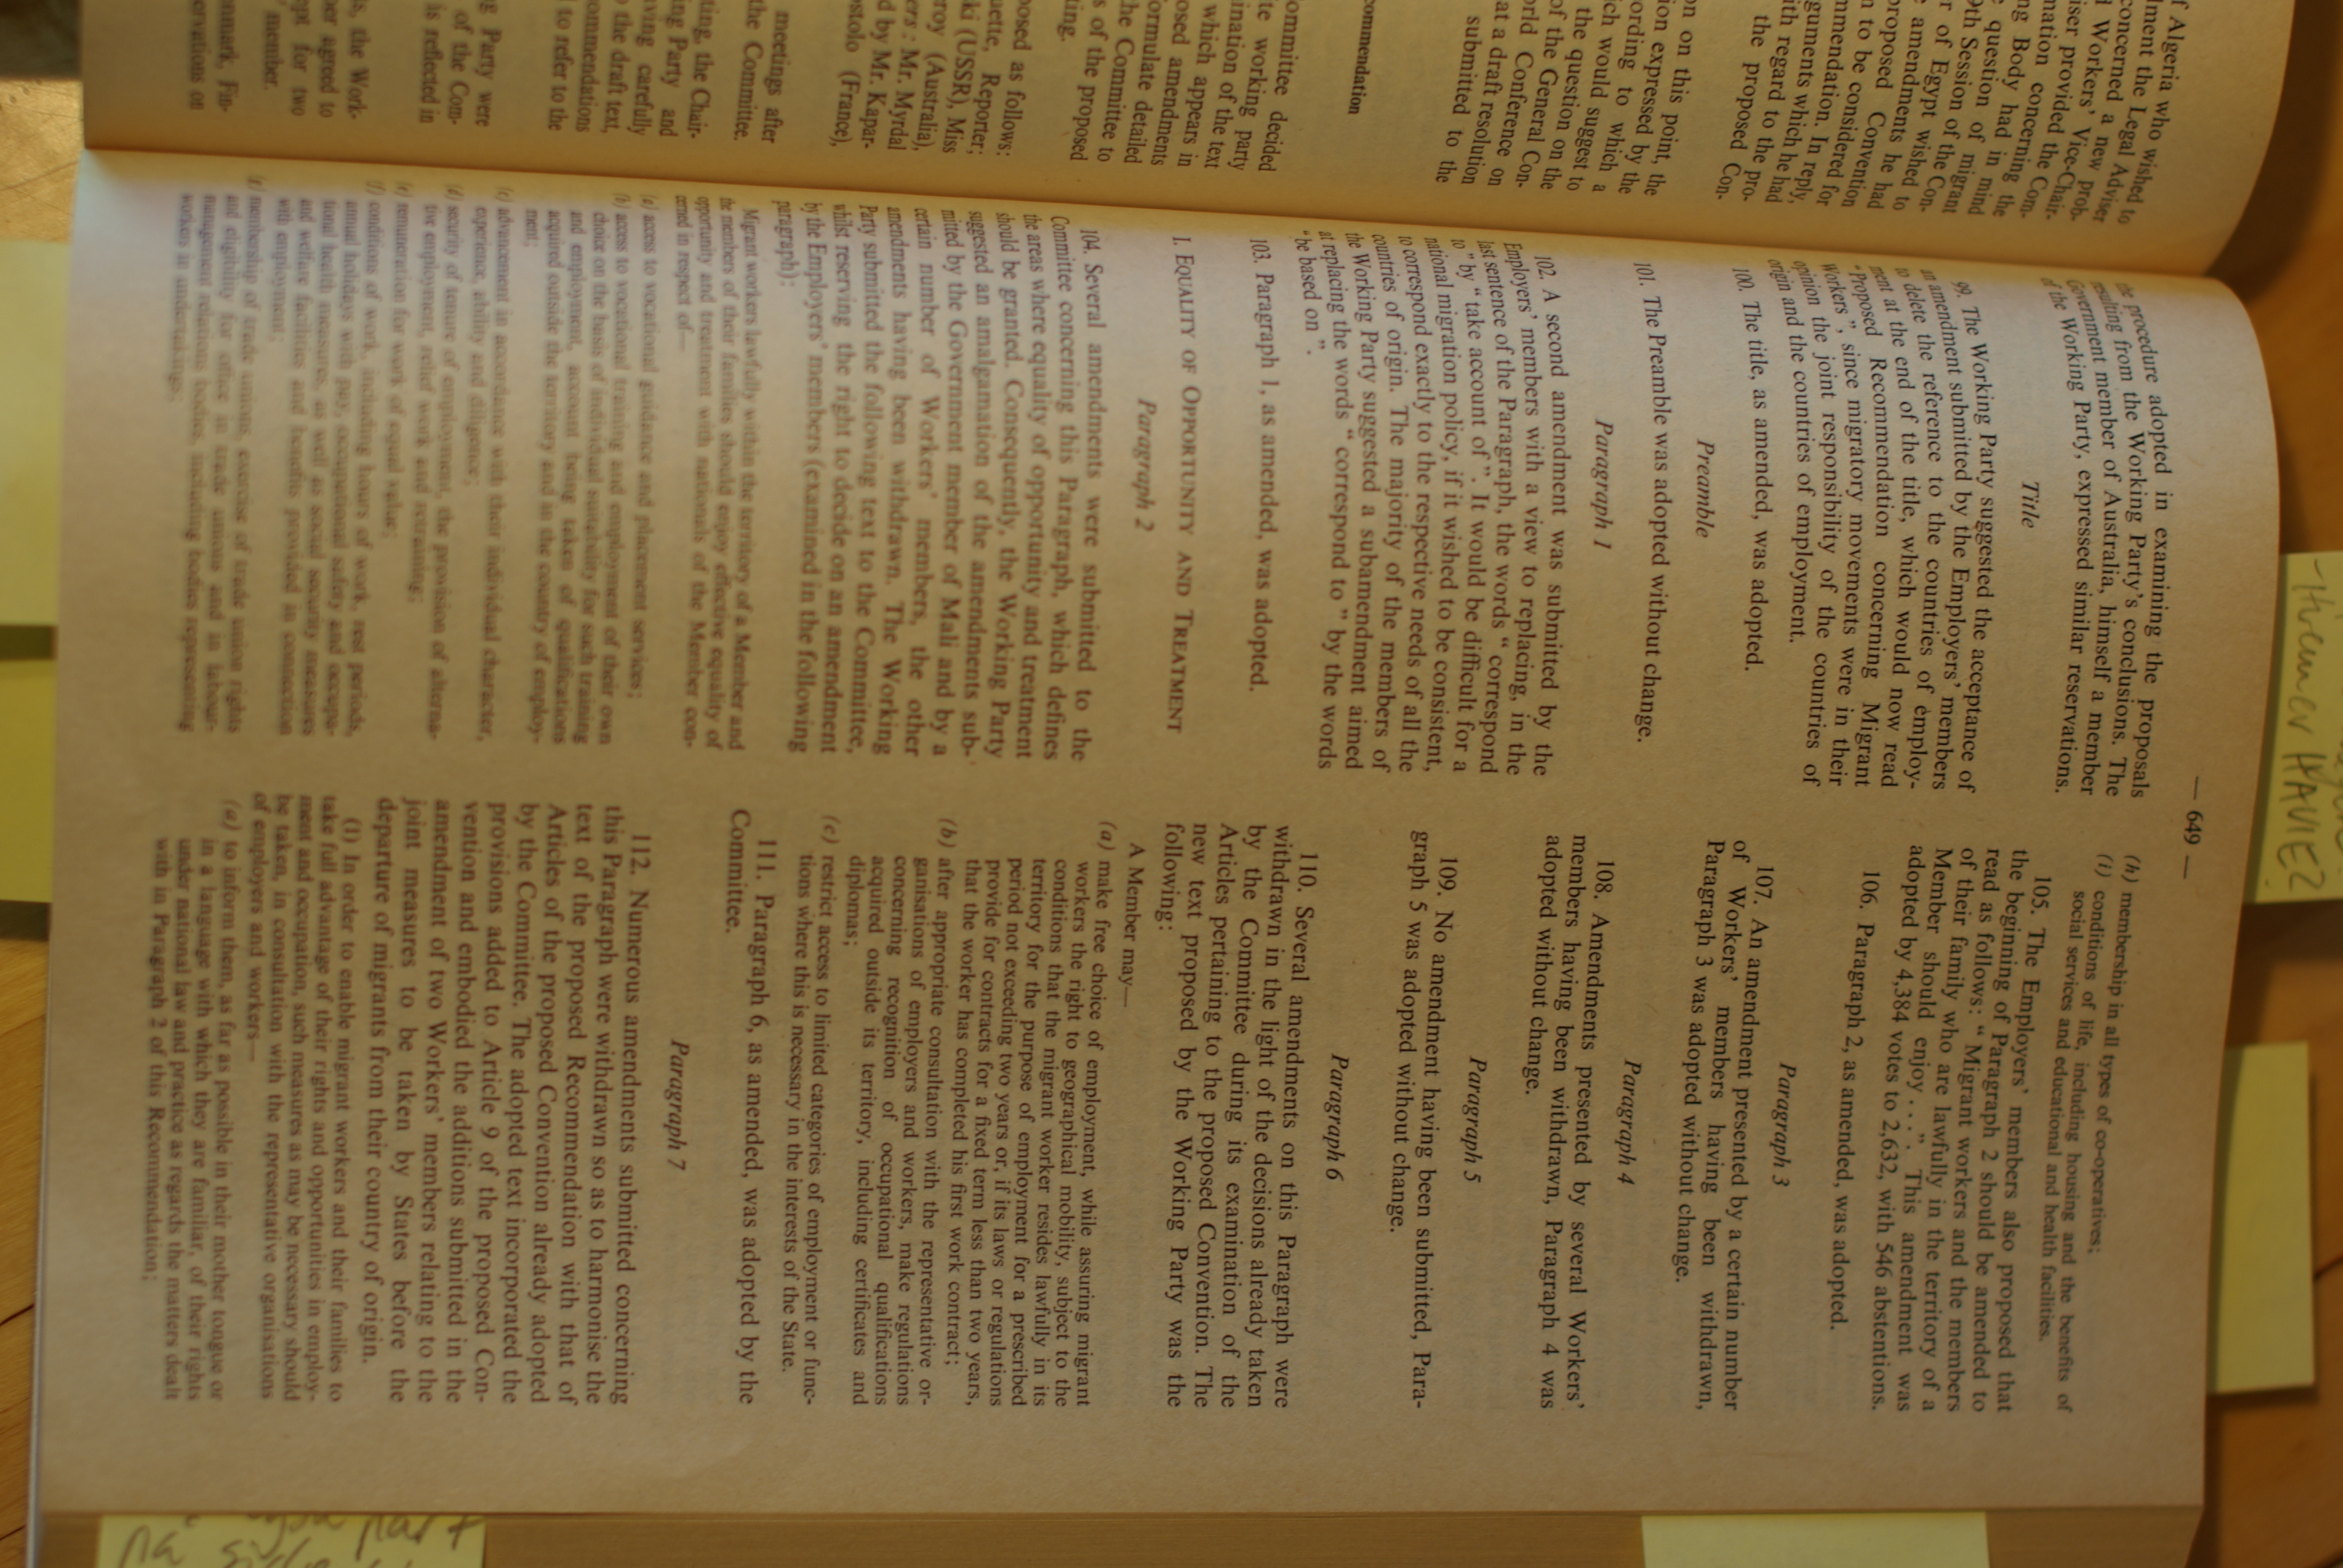 HAVIE?
f Algeria who wished to
lment the Legal Adviser
concerned a new prob-
d Workers' Vice-Chair-
iser provided the Com-
mation concerning the
ng Body had in mind
question of migrant
9th Session of the Con-
r of Egypt wished to
e amendments he had
proposed Convention
n to be considered for
mmendation. In reply,
guments which he had
ith regard to the pro-
the proposed Con-
on on this point, the
ion expressed by the
ording to which a
ich would suggest to
the question on the
of the General Con-
orld Conference on
at a draft resolution
submitted to the
commendation
ommittee decided
te working party
ination of the text
which appears in
osed amendments
ormulate detailed
he Committee to
s of the proposed
ting.
posed as follows:
uette, Reporter;
ki (USSR), Miss
roy (Australia),
ers: Mr. Myrdal
d by Mr. Kapar-
ostolo (France),
meetings after
the Committee.
ting, the Chair-
ing Party and
aving carefully
the draft text,
ommendations
to refer to the
g Party were
of the Com-
is reflected in
s, the Work-
her agreed to
ept for two
member.
nmark, Fin-
ervations on
— 649 —
the procedure adopted in examining the proposals
resulting from the Working Party's conclusions. The
Government member of Australia, himself a member
of the Working Party, expressed similar reservations.
Title
99. The Working Party suggested the acceptance of
an amendment submitted by the Employers' members
to delete the reference to the countries of employ-
ment at the end of the title, which would now read
"Proposed Recommendation concerning Migrant
Workers", since migratory movements were in their
opinion the joint responsibility of the countries of
origin and the countries of employment.
100. The title, as amended, was adopted.
Preamble
101. The Preamble was adopted without change.
Paragraph 1
102. A second amendment was submitted by the
Employers' members with a view to replacing, in the
last sentence of the Paragraph, the words " correspond
to " by " take account of ". It would be difficult for a
national migration policy, if it wished to be consistent,
to correspond exactly to the respective needs of all the
countries of origin. The majority of the members of
the Working Party suggested a subamendment aimed
at replacing the words " correspond to " by the words
" be based on ".
103. Paragraph 1, as amended, was adopted.
I. EQUALITY OF OPPORTUNITY AND TREATMENT
Paragraph 2
104. Several amendments were submitted to the
Committee concerning this Paragraph, which defines
the areas where equality of opportunity and treatment
should be granted. Consequently, the Working Party
suggested an amalgamation of the amendments sub-
mitted by the Government member of Mali and by a
certain number of Workers' members, the other
amendments having been withdrawn. The Working
Party submitted the following text to the Committee,
whilst reserving the right to decide on an amendment
by the Employers' members (examined in the following
paragraph):
Migrant workers lawfully within the territory of a Member and
the members of their families should enjoy effective equality of
opportunity and treatment with nationals of the Member con-
cerned in respect of—
(a) access to vocational guidance and placement services;
(b) access to vocational training and employment of their own
choice on the basis of individual suitability for such training
and employment, account being taken of qualifications
acquired outside the territory and in the country of employ-
ment;
(c) advancement in accordance with their individual character,
experience, ability and diligence;
(d) security of tenure of employment, the provision of alterna-
tive employment, relief work and retraining;
(e) remuneration for work of equal value;
(f) conditions of work, including hours of work, rest periods,
annual holidays with pay, occupational safety and occupa-
tional health measures, as well as social security measures
and welfare facilities and benefits provided in connection
with employment;
(g) membership of trade unions, exercise of trade union rights
and eligibility for office in trade unions and in labour-
management relations bodies, including bodies representing
workers in undertakings;
(h) membership in all types of co-operatives;
(i) conditions of life, including housing and the benefits of
social services and educational and health facilities.
105. The Employers' members also proposed that
the beginning of Paragraph 2 should be amended to
read as follows: " Migrant workers and the members
of their family who are lawfully in the territory of a
Member should enjoy . . .". This amendment was
adopted by 4,384 votes to 2,632, with 546 abstentions.
106. Paragraph 2, as amended, was adopted.
Paragraph 3
107. An amendment presented by a certain number
of Workers' members having been withdrawn,
Paragraph 3 was adopted without change.
Paragraph 4
108. Amendments presented by several Workers'
members having been withdrawn, Paragraph 4 was
adopted without change.
Paragraph 5
109. No amendment having been submitted, Para-
graph 5 was adopted without change.
Paragraph 6
110. Several amendments on this Paragraph were
withdrawn in the light of the decisions already taken
by the Committee during its examination of the
Articles pertaining to the proposed Convention. The
new text proposed by the Working Party was the
following:
A Member may—
(a) make free choice of employment, while assuring migrant
workers the right to geographical mobility, subject to the
conditions that the migrant worker resides lawfully in its
territory for the purpose of employment for a prescribed
period not exceeding two years or, if its laws or regulations
provide for contracts for a fixed term less than two years,
that the worker has completed his first work contract;
(b) after appropriate consultation with the representative or-
ganisations of employers and workers, make regulations
concerning recognition of occupational qualifications
acquired outside its territory, including certificates and
diplomas;
(c) restrict access to limited categories of employment or func-
tions where this is necessary in the interests of the State.
111. Paragraph 6, as amended, was adopted by the
Committee.
Paragraph 7
112. Numerous amendments submitted concerning
this Paragraph were withdrawn so as to harmonise the
text of the proposed Recommendation with that of
Articles of the proposed Convention already adopted
by the Committee. The adopted text incorporated the
provisions added to Article 9 of the proposed Con-
vention and embodied the additions submitted in the
amendment of two Workers' members relating to the
joint measures to be taken by States before the
departure of migrants from their country of origin.
(1) In order to enable migrant workers and their families to
take full advantage of their rights and opportunities in employ-
ment and occupation, such measures as may be necessary should
be taken, in consultation with the representative organisations
of employers and workers—
(a) to inform them, as far as possible in their mother tongue or
in a language with which they are familiar, of their rights
under national law and practice as regards the matters dealt
with in Paragraph 2 of this Recommendation;